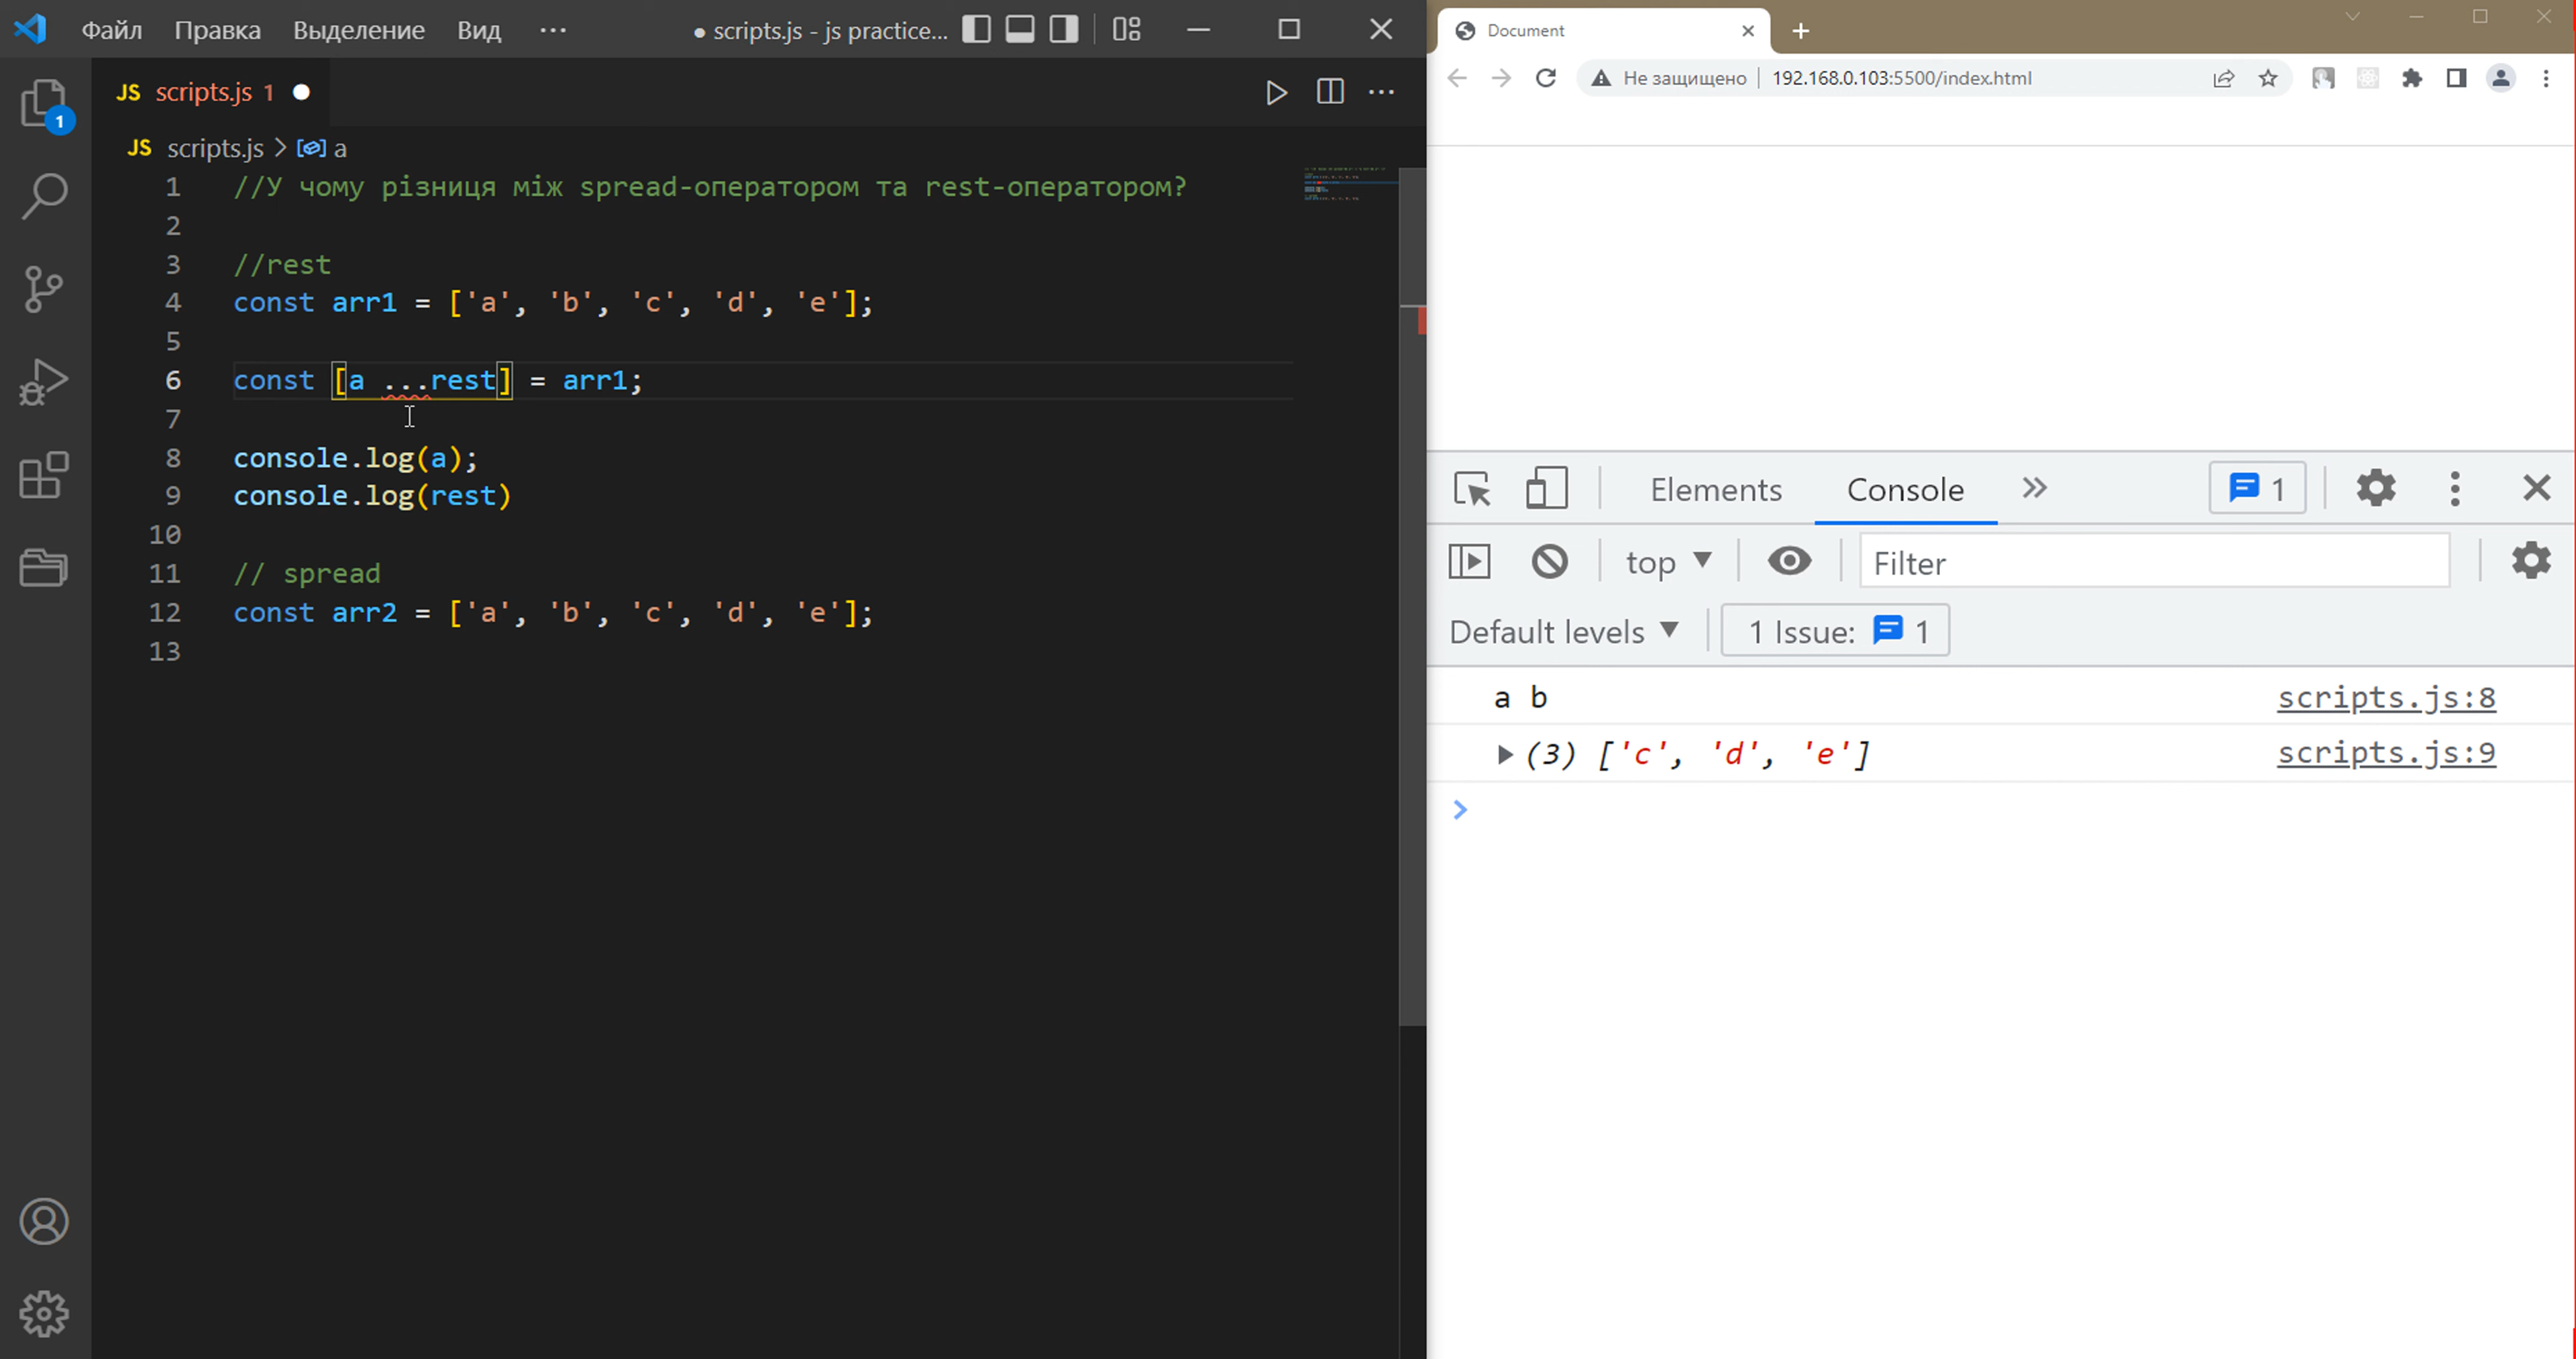 Файл Правка Выделение Вид ··· ● scripts.js - js practice...
JS scripts.js 1 ●
JS scripts.js > a
1 //У чому різниця між spread-оператором та rest-оператором?
2
3 //rest
4 const arr1 = ['a', 'b', 'c', 'd', 'e'];
5
6 const [a ...rest] = arr1;
7
8 console.log(a);
9 console.log(rest)
10
11 // spread
12 const arr2 = ['a', 'b', 'c', 'd', 'e'];
13
1
Document
Не защищено 192.168.0.103:5500/index.html
Elements Console 1
top Filter
Default levels 1 Issue: 1
a b scripts.js:8
(3) ['c', 'd', 'e'] scripts.js:9